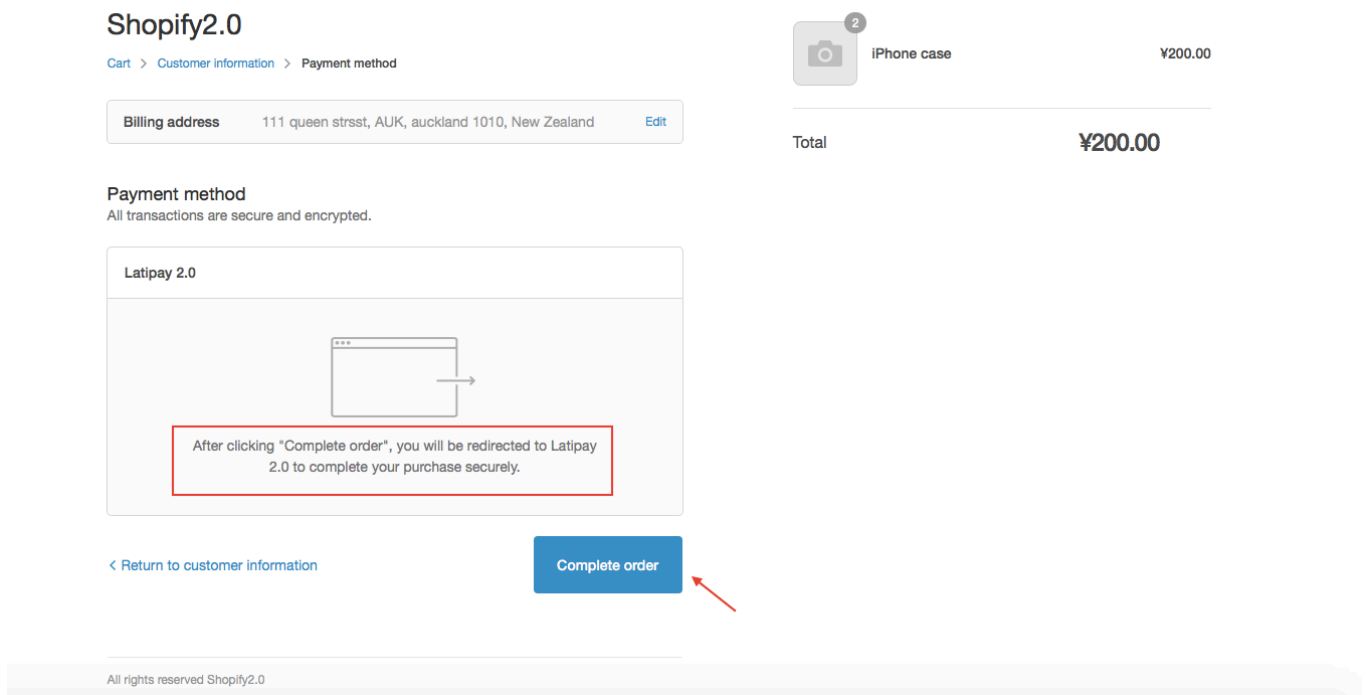 Shopify2.0
Cart > Customer information > Payment method
Billing address 111 queen strsst, AUK, auckland 1010, New Zealand Edit
Payment method
All transactions are secure and encrypted.
Latipay 2.0
After clicking "Complete order", you will be redirected to Latipay
2.0 to complete your purchase securely.
< Return to customer information
Complete order
All rights reserved Shopify2.0
2
iPhone case ¥200.00
Total ¥200.00